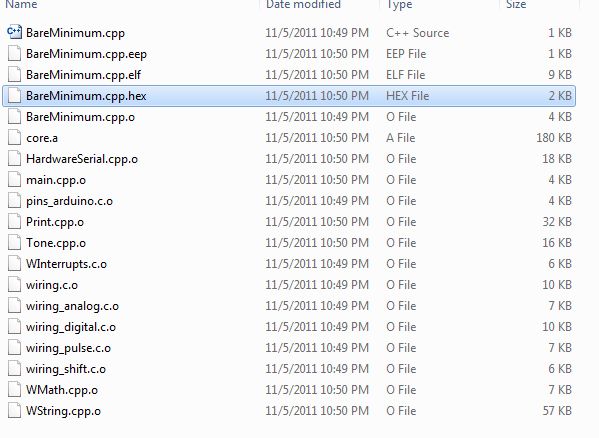 Name Date modified Type Size
BareMinimum.cpp 11/5/2011 10:49 PM C++ Source 1 KB
BareMinimum.cpp.eep 11/5/2011 10:50 PM EEP File 1 KB
BareMinimum.cpp.elf 11/5/2011 10:50 PM ELF File 9 KB
BareMinimum.cpp.hex 11/5/2011 10:50 PM HEX File 2 KB
BareMinimum.cpp.o 11/5/2011 10:49 PM O File 4 KB
core.a 11/5/2011 10:50 PM A File 180 KB
HardwareSerial.cpp.o 11/5/2011 10:50 PM O File 18 KB
main.cpp.o 11/5/2011 10:50 PM O File 4 KB
pins_arduino.c.o 11/5/2011 10:49 PM O File 4 KB
Print.cpp.o 11/5/2011 10:50 PM O File 32 KB
Tone.cpp.o 11/5/2011 10:50 PM O File 16 KB
WInterrupts.c.o 11/5/2011 10:49 PM O File 6 KB
wiring.c.o 11/5/2011 10:49 PM O File 10 KB
wiring_analog.c.o 11/5/2011 10:49 PM O File 7 KB
wiring_digital.c.o 11/5/2011 10:49 PM O File 10 KB
wiring_pulse.c.o 11/5/2011 10:49 PM O File 7 KB
wiring_shift.c.o 11/5/2011 10:49 PM O File 6 KB
WMath.cpp.o 11/5/2011 10:50 PM O File 7 KB
WString.cpp.o 11/5/2011 10:50 PM O File 57 KB